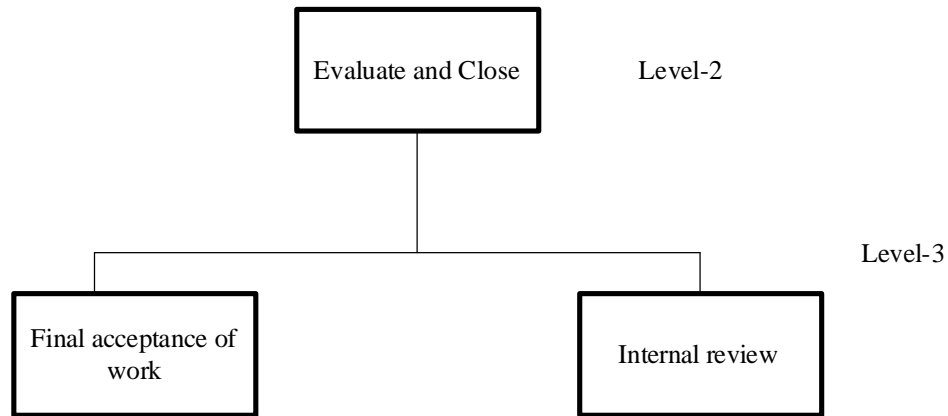 Evaluate and Close
Level-2
Level-3
Final acceptance of
work
Internal review